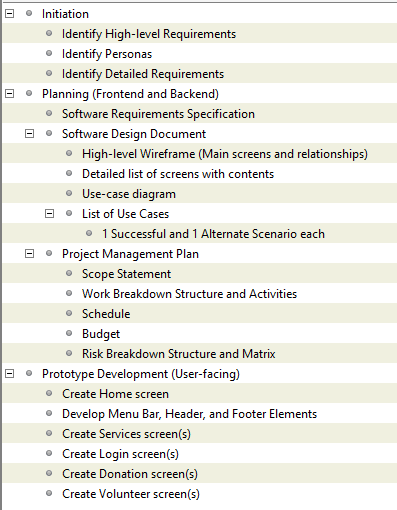 Initiation
Identify High-level Requirements
Identify Personas
Identify Detailed Requirements
Planning (Frontend and Backend)
Software Requirements Specification
Software Design Document
High-level Wireframe (Main screens and relationships)
Detailed list of screens with contents
Use-case diagram
List of Use Cases
1 Successful and 1 Alternate Scenario each
Project Management Plan
Scope Statement
Work Breakdown Structure and Activities
Schedule
Budget
Risk Breakdown Structure and Matrix
Prototype Development (User-facing)
Create Home screen
Develop Menu Bar, Header, and Footer Elements
Create Services screen(s)
Create Login screen(s)
Create Donation screen(s)
Create Volunteer screen(s)